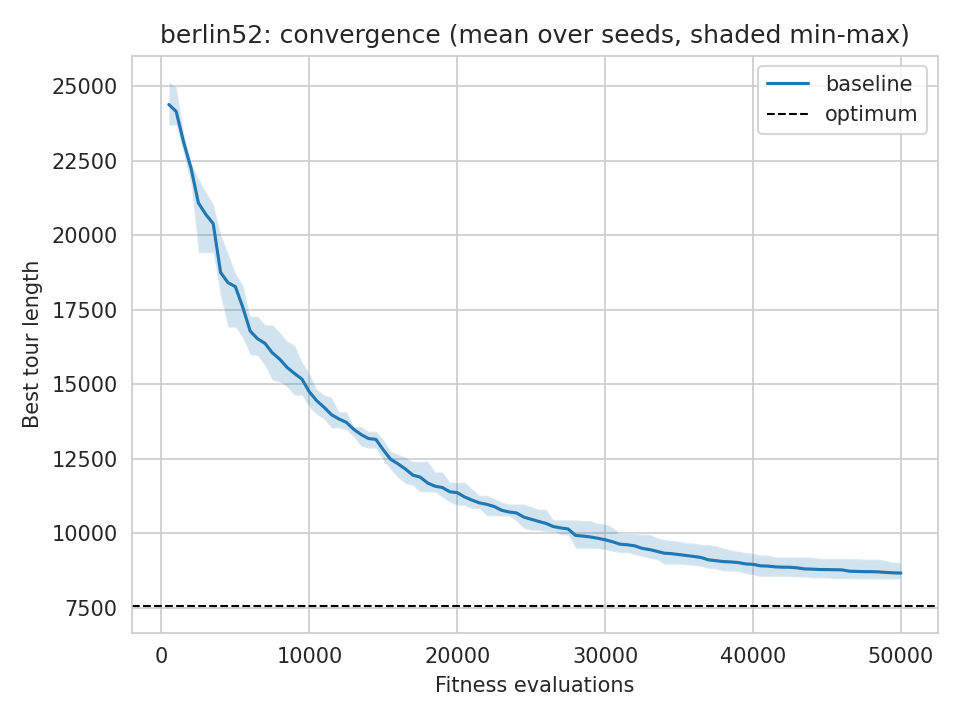 berlin52: convergence (mean over seeds, shaded min-max)
baseline
optimum
Best tour length
25000
22500
20000
17500
15000
12500
10000
7500
0
10000
20000
30000
40000
50000
Fitness evaluations